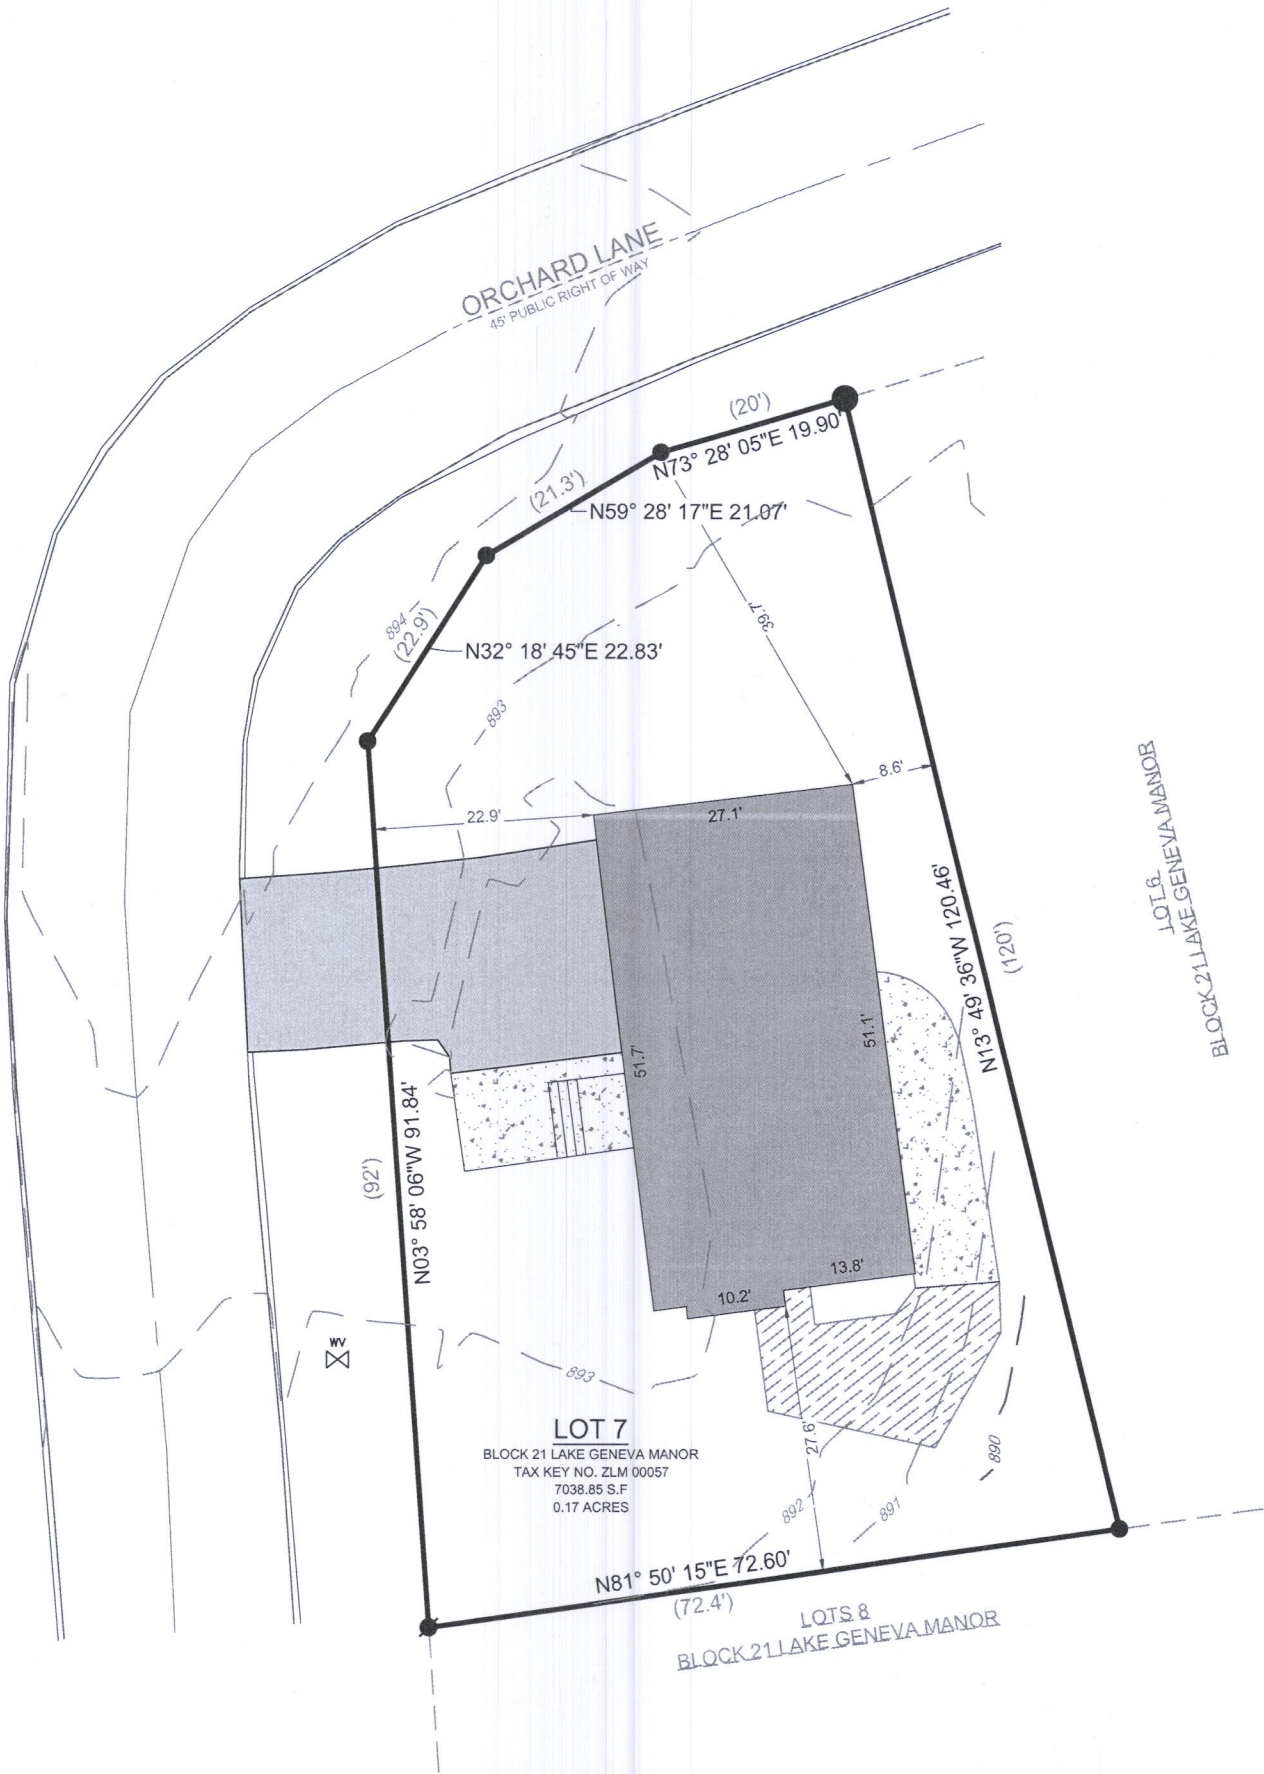 ORCHARD LANE
45' PUBLIC RIGHT OF WAY
(20')
N73° 28' 05"E 19.90'
(21.3')
N59° 28' 17"E 21.07'
894
(22.9')
N32° 18' 45"E 22.83'
39.7'
893
8.6'
22.9'
27.1'
LOT 6
BLOCK 21 LAKE GENEVA MANOR
N13° 49' 36"W 120.46'
(120')
51.7'
51.1'
N03° 58' 06"W 91.84'
(92')
13.8'
10.2'
WV
893
LOT 7
BLOCK 21 LAKE GENEVA MANOR
TAX KEY NO. ZLM 00057
7038.85 S.F
0.17 ACRES
27.6'
890
892
891
N81° 50' 15"E 72.60'
(72.4')
LOTS 8
BLOCK 21 LAKE GENEVA MANOR